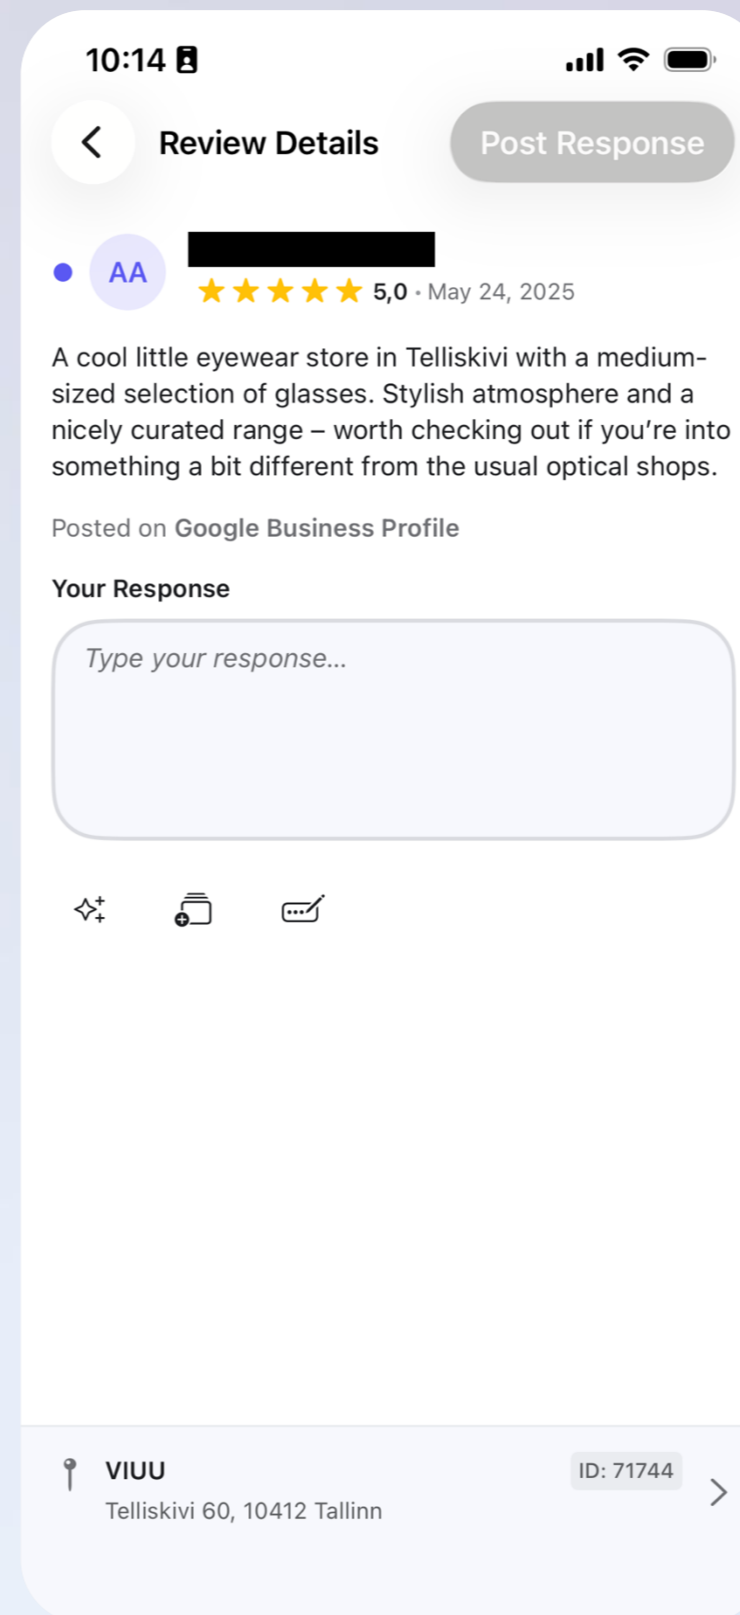 10:14
Review Details
Post Response
AA
5,0 · May 24, 2025
A cool little eyewear store in Telliskivi with a medium-
sized selection of glasses. Stylish atmosphere and a
nicely curated range – worth checking out if you’re into
something a bit different from the usual optical shops.
Posted on Google Business Profile
Your Response
Type your response...
VIUU
ID: 71744
Telliskivi 60, 10412 Tallinn